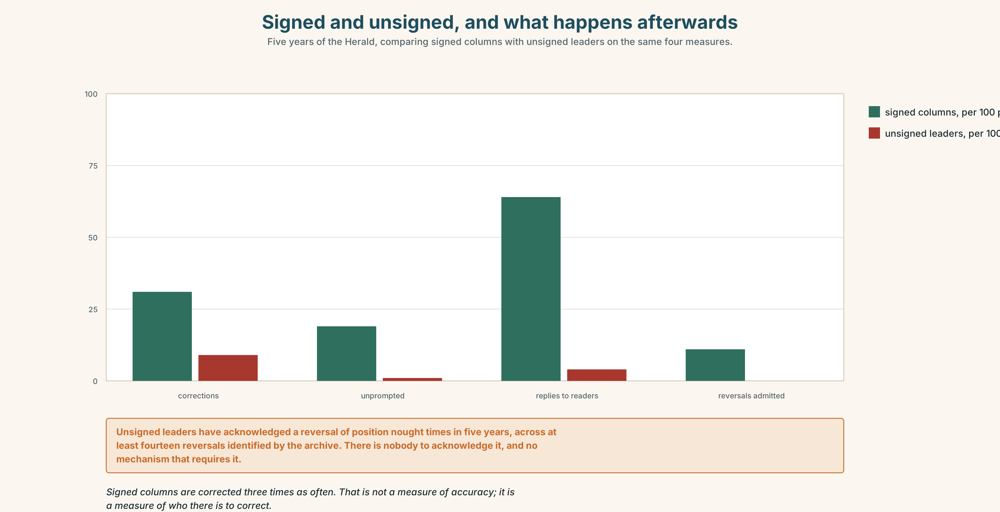 Signed and unsigned, and what happens afterwards
Five years of the Herald, comparing signed columns with unsigned leaders on the same four measures.
100
75
50
25
0
signed columns, per 100
unsigned leaders, per 100
corrections
unprompted
replies to readers
reversals admitted
Unsigned leaders have acknowledged a reversal of position nought times in five years, across at
least fourteen reversals identified by the archive. There is nobody to acknowledge it, and no
mechanism that requires it.
Signed columns are corrected three times as often. That is not a measure of accuracy; it is
a measure of who there is to correct.